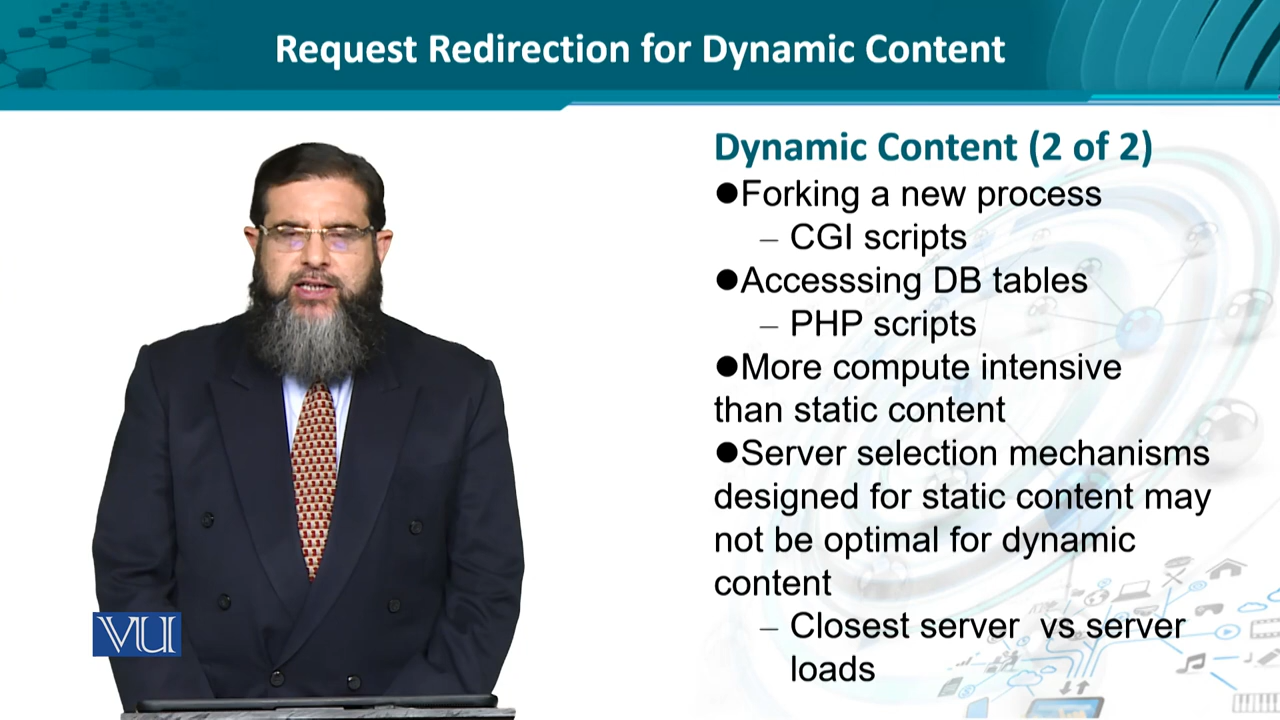 Request Redirection for Dynamic Content
Dynamic Content (2 of 2)
●Forking a new process
– CGI scripts
●Accesssing DB tables
– PHP scripts
●More compute intensive
than static content
●Server selection mechanisms
designed for static content may
not be optimal for dynamic
content
– Closest server vs server
loads
VU